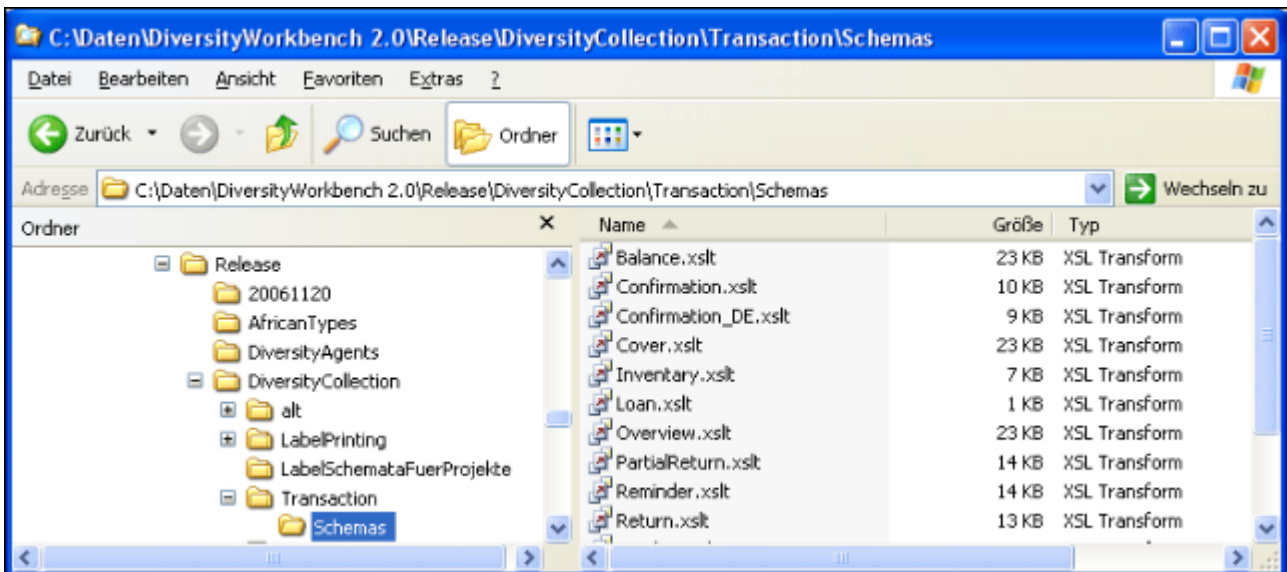 C:\Daten\DiversityWorkbench 2.0\Release\DiversityCollection\Transaction\Schemas
Datei Bearbeiten Ansicht Favoriten Extras ?
Zurück Suchen Ordner
Adresse C:\Daten\DiversityWorkbench 2.0\Release\DiversityCollection\Transaction\Schemas Wechseln zu
Ordner
Release
20061120
AfricanTypes
DiversityAgents
DiversityCollection
alt
LabelPrinting
LabelSchemataFuerProjekte
Transaction
Schemas
Name Größe Typ
Balance.xslt 23 KB XSL Transform
Confirmation.xslt 10 KB XSL Transform
Confirmation_DE.xslt 9 KB XSL Transform
Cover.xslt 23 KB XSL Transform
Inventary.xslt 7 KB XSL Transform
Loan.xslt 1 KB XSL Transform
Overview.xslt 23 KB XSL Transform
PartialReturn.xslt 14 KB XSL Transform
Reminder.xslt 14 KB XSL Transform
Return.xslt 13 KB XSL Transform